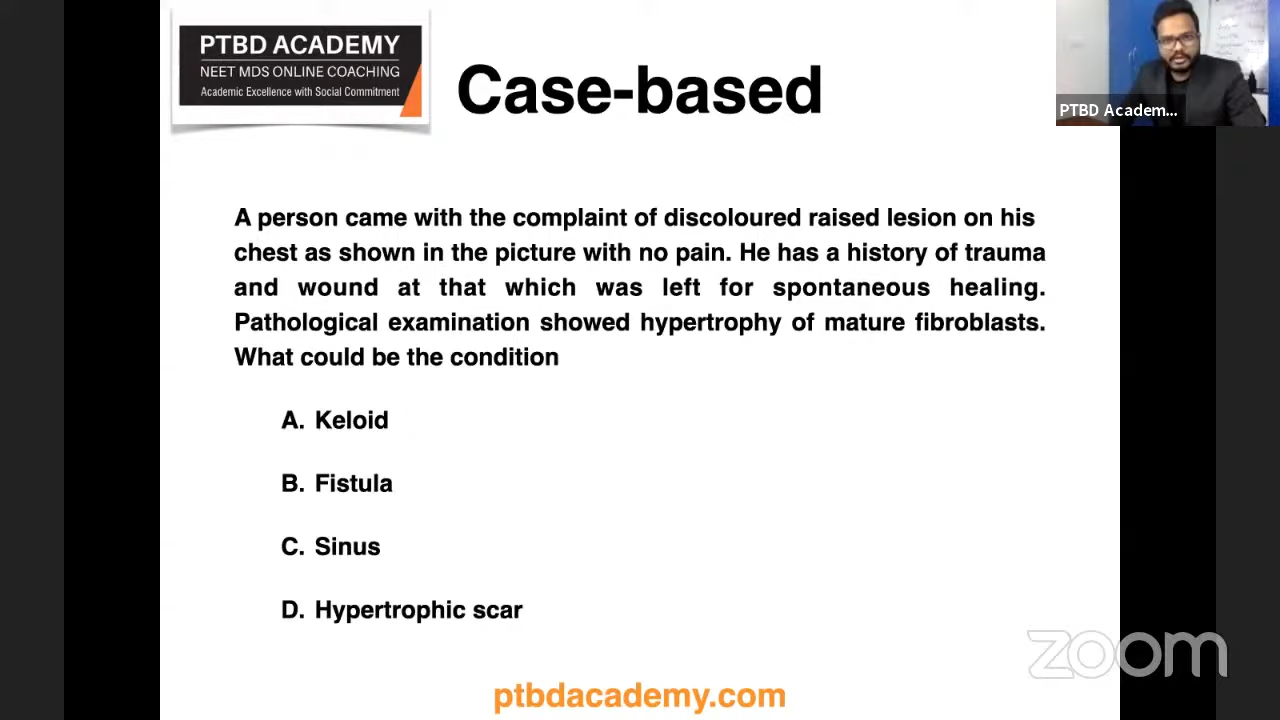 PTBD ACADEMY
NEET MDS ONLINE COACHING
Academic Excellence with Social Commitment
Case-based
PTBD Academ...
A person came with the complaint of discoloured raised lesion on his
chest as shown in the picture with no pain. He has a history of trauma
and wound at that which was left for spontaneous healing.
Pathological examination showed hypertrophy of mature fibroblasts.
What could be the condition
A. Keloid
B. Fistula
C. Sinus
D. Hypertrophic scar
zoom
ptbdacademy.com